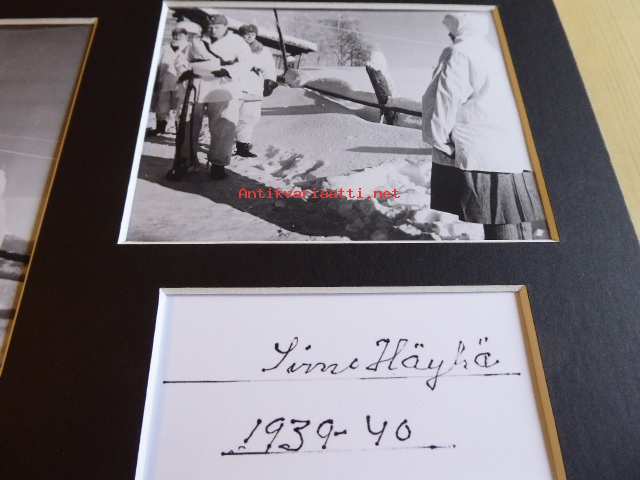 Antikvariaatti.net
Simo Häyhä
1939-40